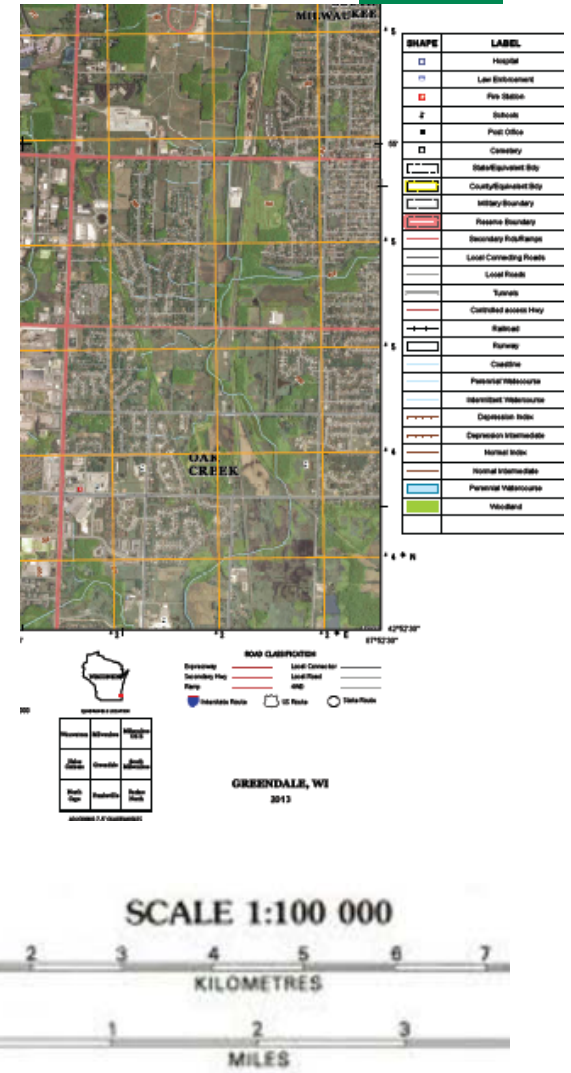 MILWAUKEE
SHAPE LABEL
Hospital
Law Enforcement
Fire Station
Schools
Post Office
Cemetery
State/Equivalent Bdy
County/Equivalent Bdy
Military Boundary
Reserve Boundary
Secondary Rds/Ramps
Local Connecting Roads
Local Roads
Tunnels
Controlled access Hwy
Railroad
Runway
Coastline
Perennial Watercourse
Intermittent Watercourse
Depression Index
Depression Intermediate
Normal Index
Normal Intermediate
Perennial Watercourse
Woodland
OAK
CREEK
N
42°52'30"
87°52'30"
E
ROAD CLASSIFICATION
Expressway Local Connector
Secondary Hwy Local Road
Ramp 4WD
Interstate Route US Route State Route
WISCONSIN
Milwaukee
Greendale South Milwaukee
GREENDALE, WI
2013
SCALE 1:100 000
2 3 4 5 6 7
KILOMETRES
1 2 3
MILES